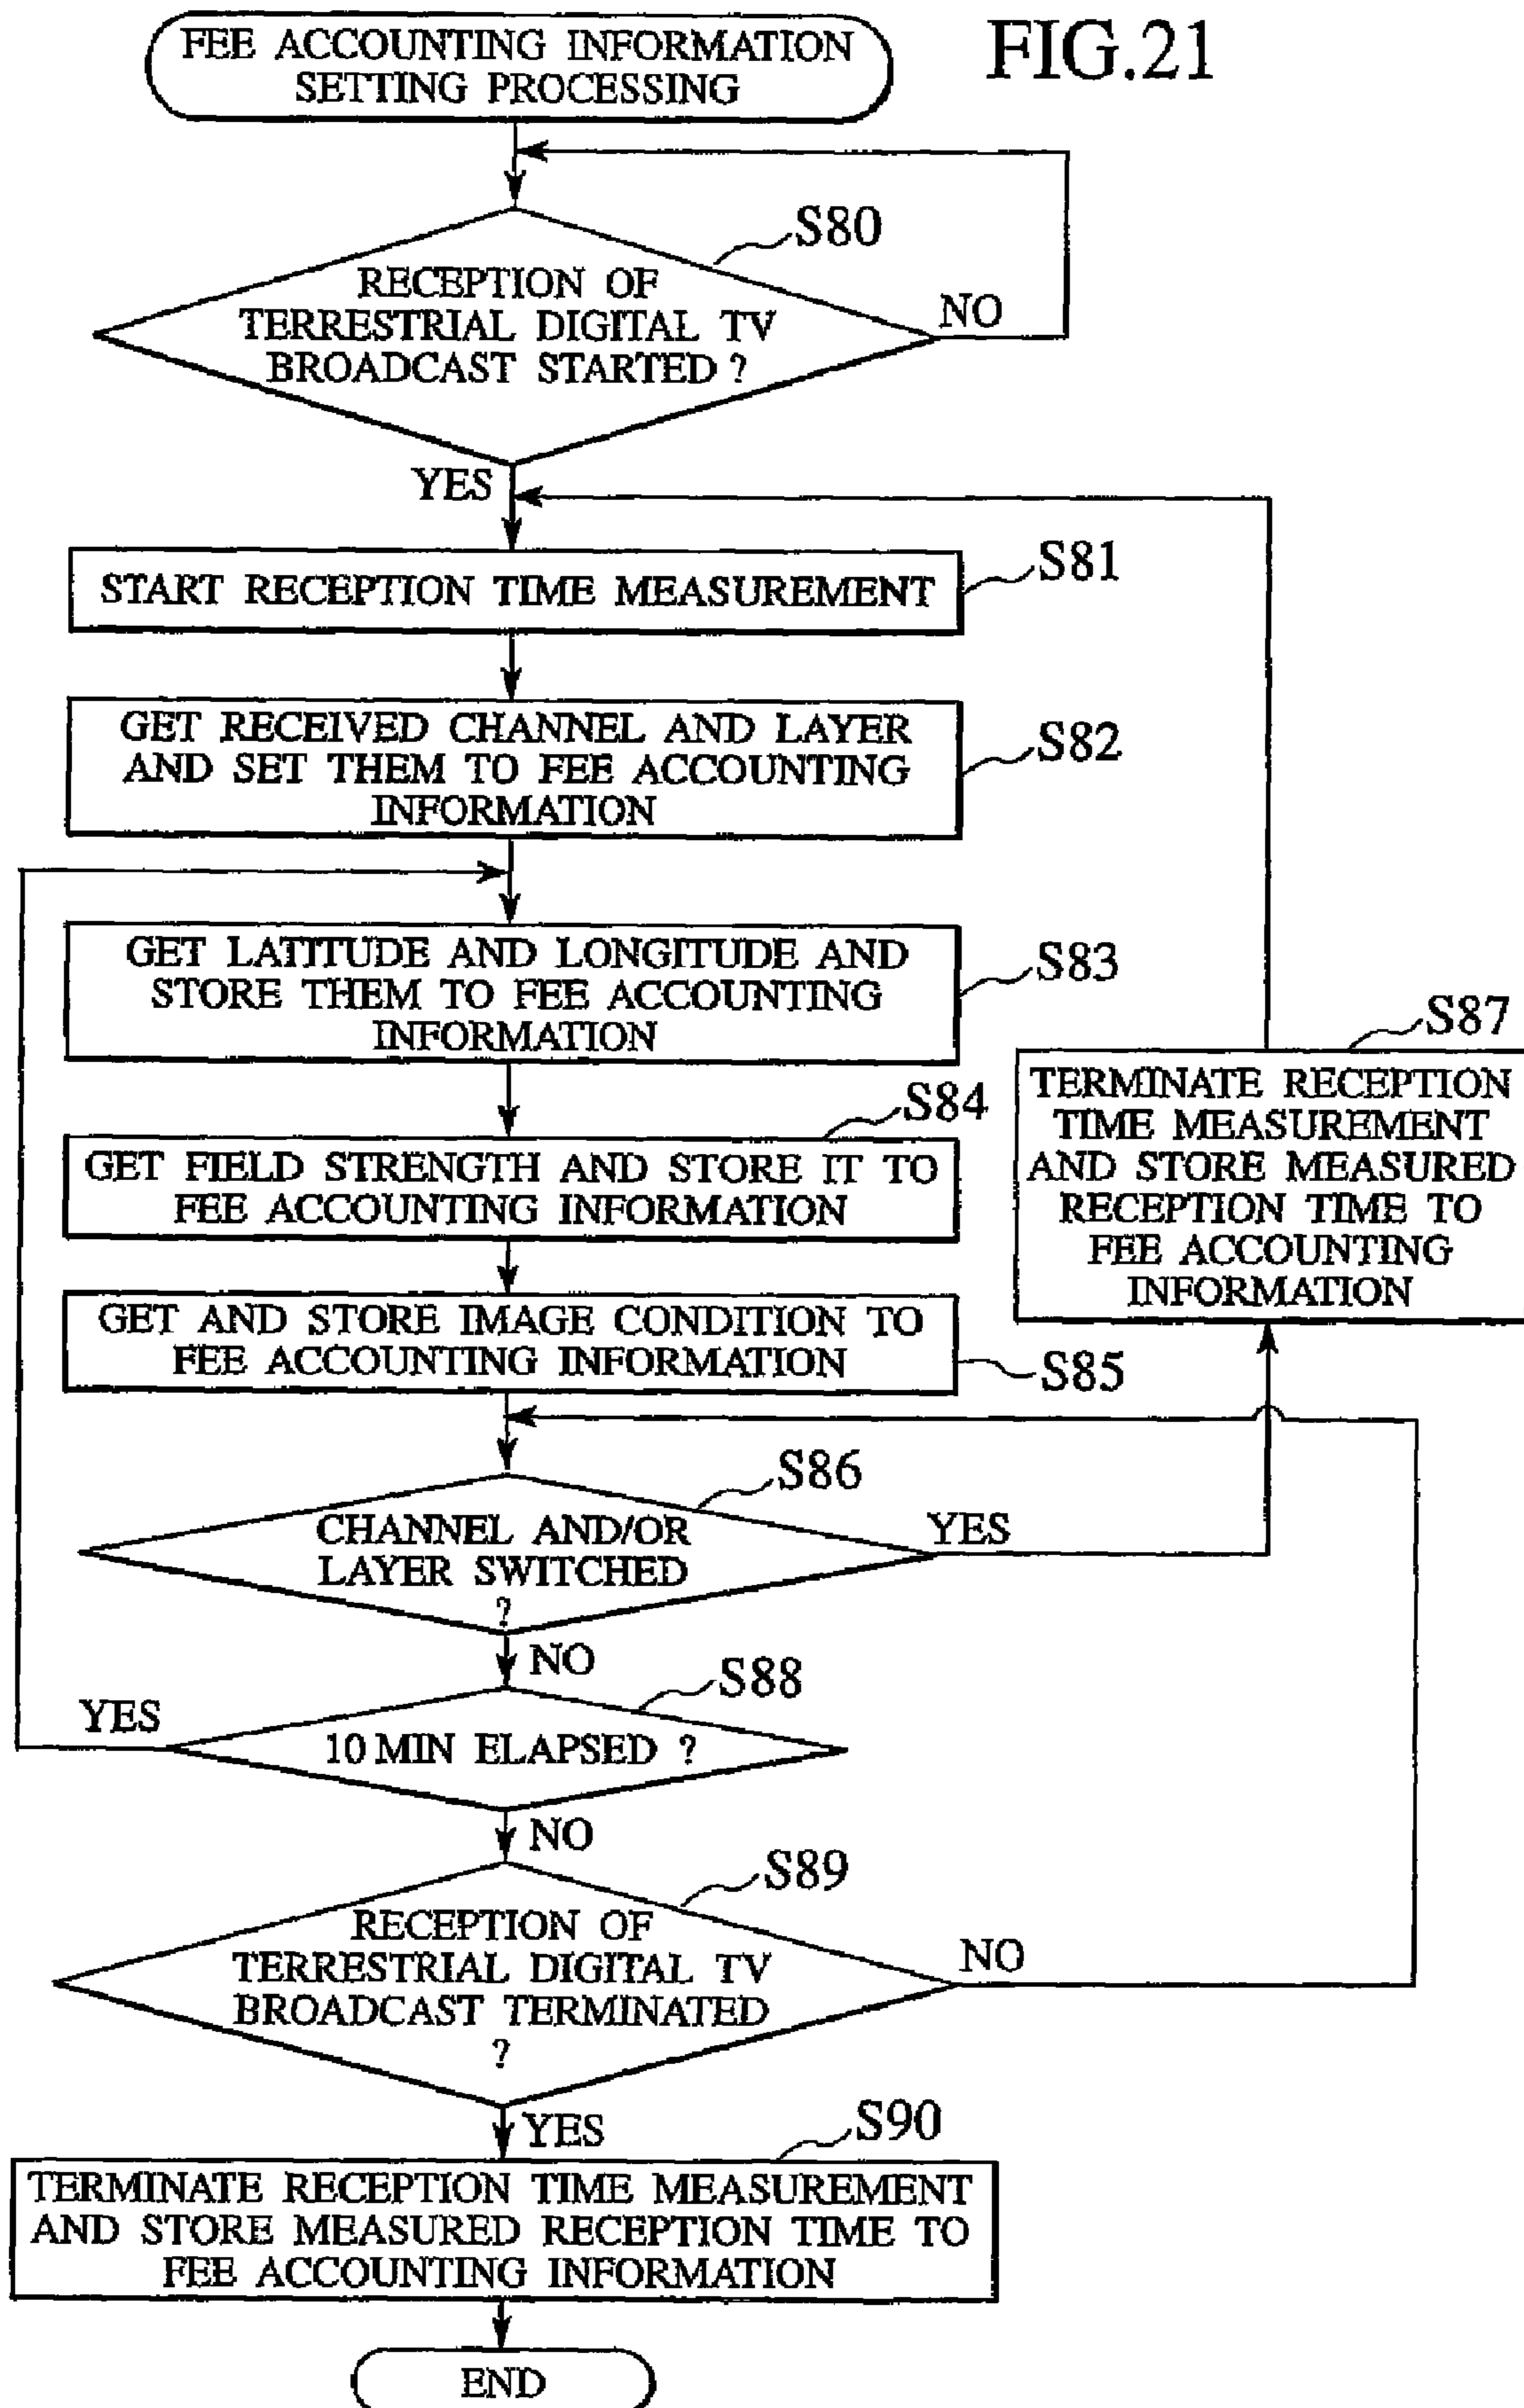 FIG.21
FEE ACCOUNTING INFORMATION
SETTING PROCESSING
S80
RECEPTION OF
TERRESTRIAL DIGITAL TV
BROADCAST STARTED ?
NO
YES
S81
START RECEPTION TIME MEASUREMENT
S82
GET RECEIVED CHANNEL AND LAYER
AND SET THEM TO FEE ACCOUNTING
INFORMATION
S83
GET LATITUDE AND LONGITUDE AND
STORE THEM TO FEE ACCOUNTING
INFORMATION
S84
GET FIELD STRENGTH AND STORE IT TO
FEE ACCOUNTING INFORMATION
GET AND STORE IMAGE CONDITION TO
FEE ACCOUNTING INFORMATION
S85
S87
TERMINATE RECEPTION
TIME MEASUREMENT
AND STORE MEASURED
RECEPTION TIME TO
FEE ACCOUNTING
INFORMATION
S86
CHANNEL AND/OR
LAYER SWITCHED
?
YES
NO
S88
YES
10 MIN ELAPSED ?
NO
S89
RECEPTION OF
TERRESTRIAL DIGITAL TV
BROADCAST TERMINATED
?
NO
YES
S90
TERMINATE RECEPTION TIME MEASUREMENT
AND STORE MEASURED RECEPTION TIME TO
FEE ACCOUNTING INFORMATION
END